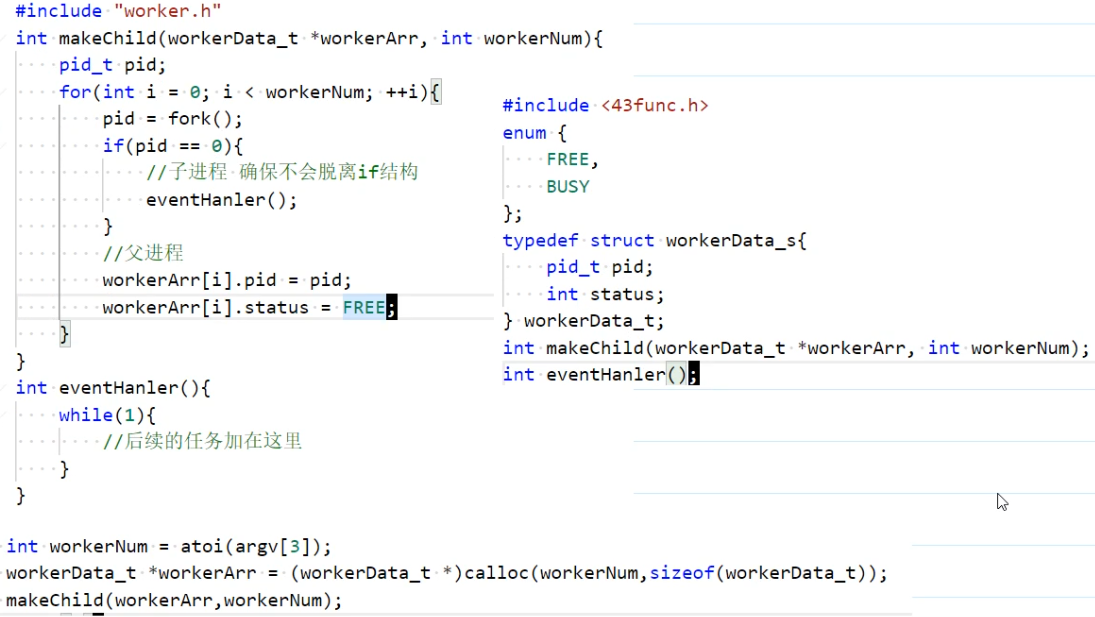 #include "worker.h"
int makeChild(workerData_t *workerArr, int workerNum){
    pid_t pid;
    for(int i = 0; i < workerNum; ++i){
        pid = fork();
        if(pid == 0){
            //子进程 确保不会脱离if结构
            eventHanler();
        }
        //父进程
        workerArr[i].pid = pid;
        workerArr[i].status = FREE;
    }
}
int eventHanler(){
    while(1){
        //后续的任务加在这里
    }
}
#include <43func.h>
enum {
    FREE,
    BUSY
};
typedef struct workerData_s{
    pid_t pid;
    int status;
} workerData_t;
int makeChild(workerData_t *workerArr, int workerNum);
int eventHanler();
int workerNum = atoi(argv[3]);
workerData_t *workerArr = (workerData_t *)calloc(workerNum,sizeof(workerData_t));
makeChild(workerArr,workerNum);